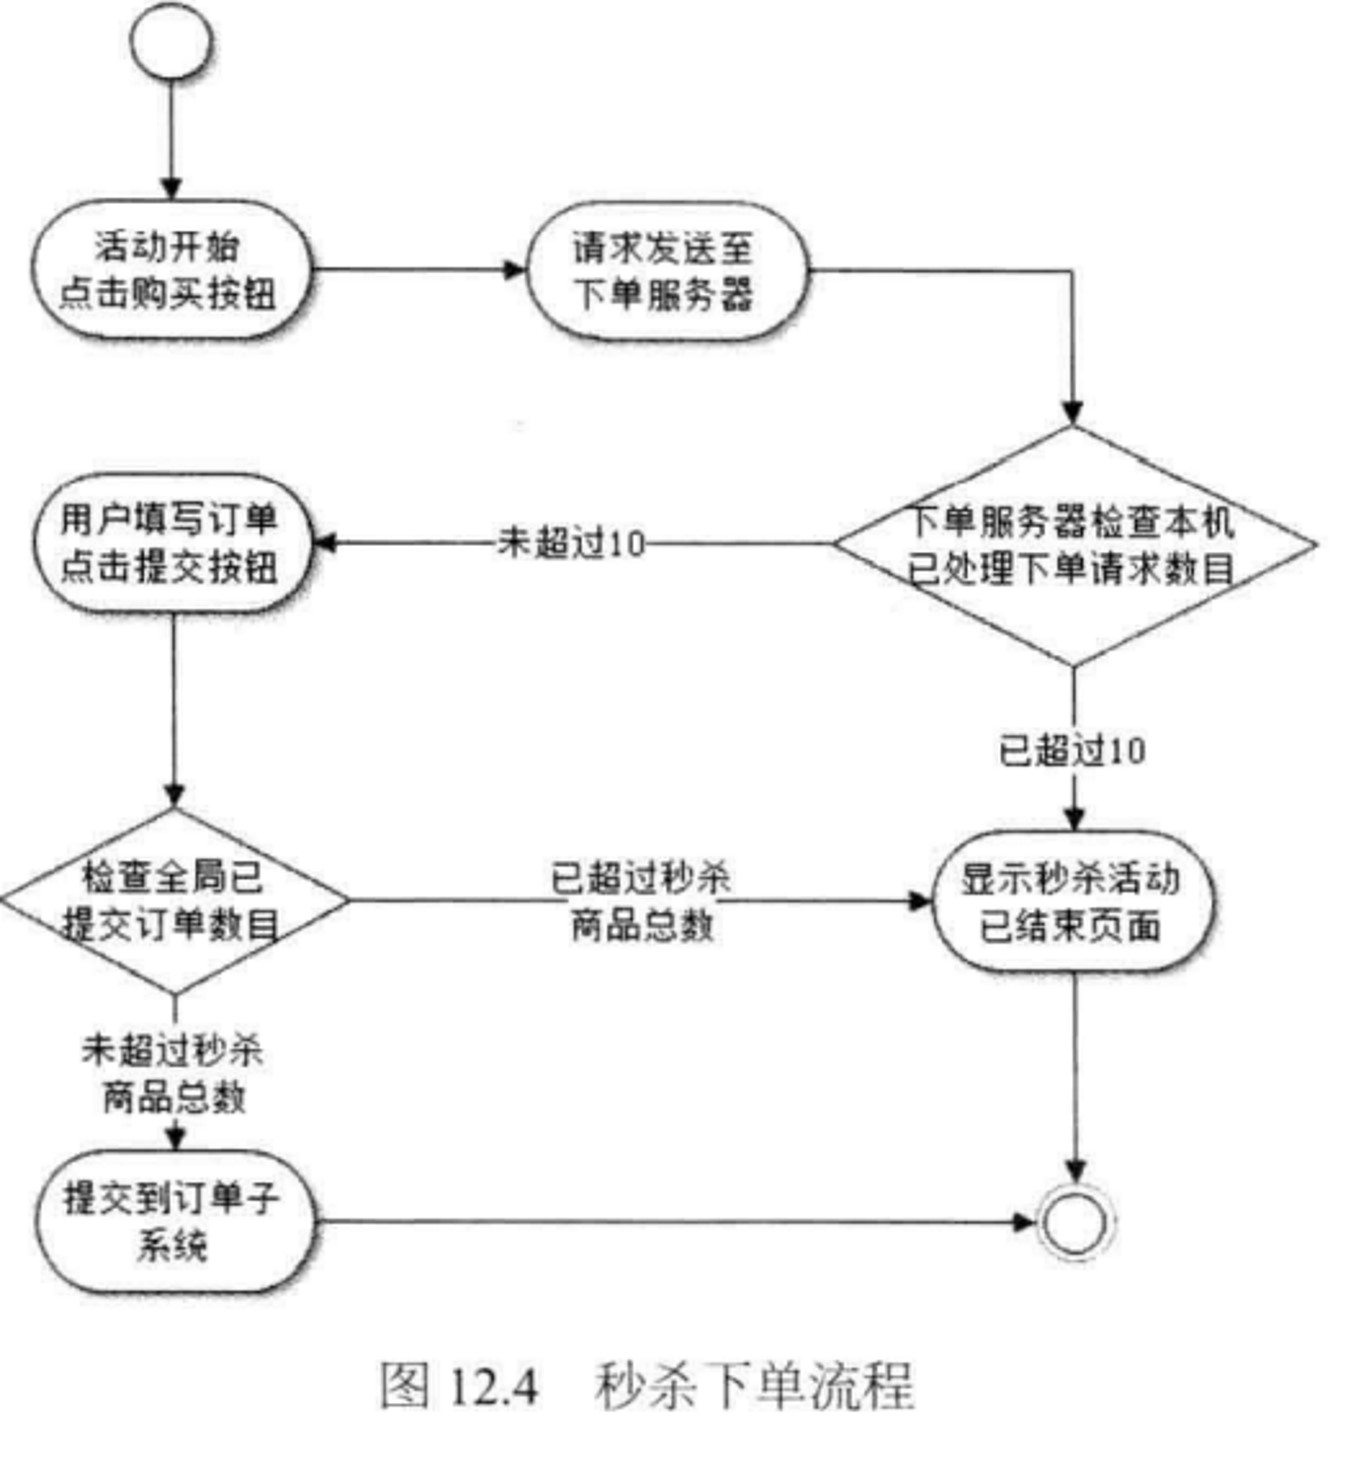 活动开始
点击购买按钮
请求发送至
下单服务器
下单服务器检查本机
已处理下单请求数目
未超过10
用户填写订单
点击提交按钮
已超过10
检查全局已
提交订单数目
已超过秒杀
商品总数
显示秒杀活动
已结束页面
未超过秒杀
商品总数
提交到订单子
系统
图 12.4 秒杀下单流程